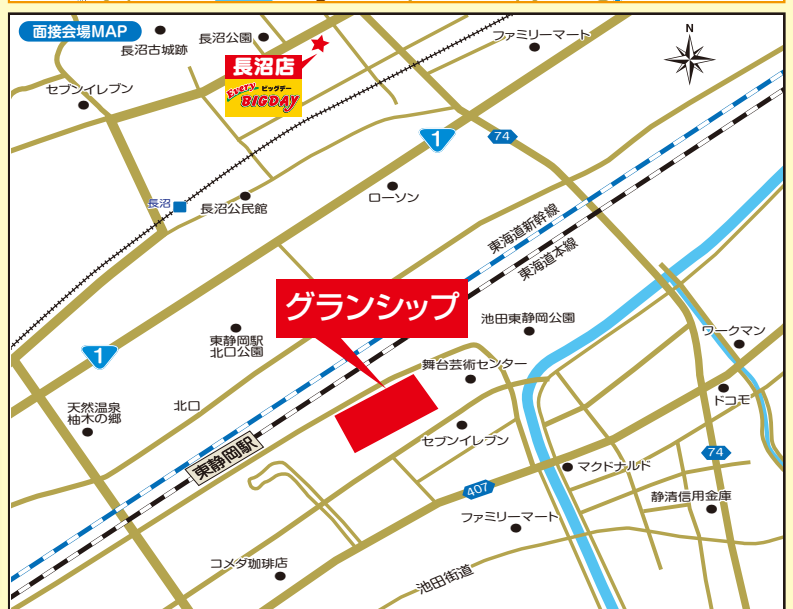 面接会場MAP
長沼古城跡
長沼公園
ファミリーマート
N
長沼店
Every ビッグデー
BIGDAY
セブンイレブン
1
74
長沼
長沼公民館
ローソン
東海道新幹線
東海道本線
グランシップ
池田東静岡公園
東静岡駅
北口公園
ワークマン
1
舞台芸術センター
天然温泉
柚木の郷
北口
ドコモ
セブンイレブン
東静岡駅
74
マクドナルド
407
静清信用金庫
ファミリーマート
コメダ珈琲店
池田街道